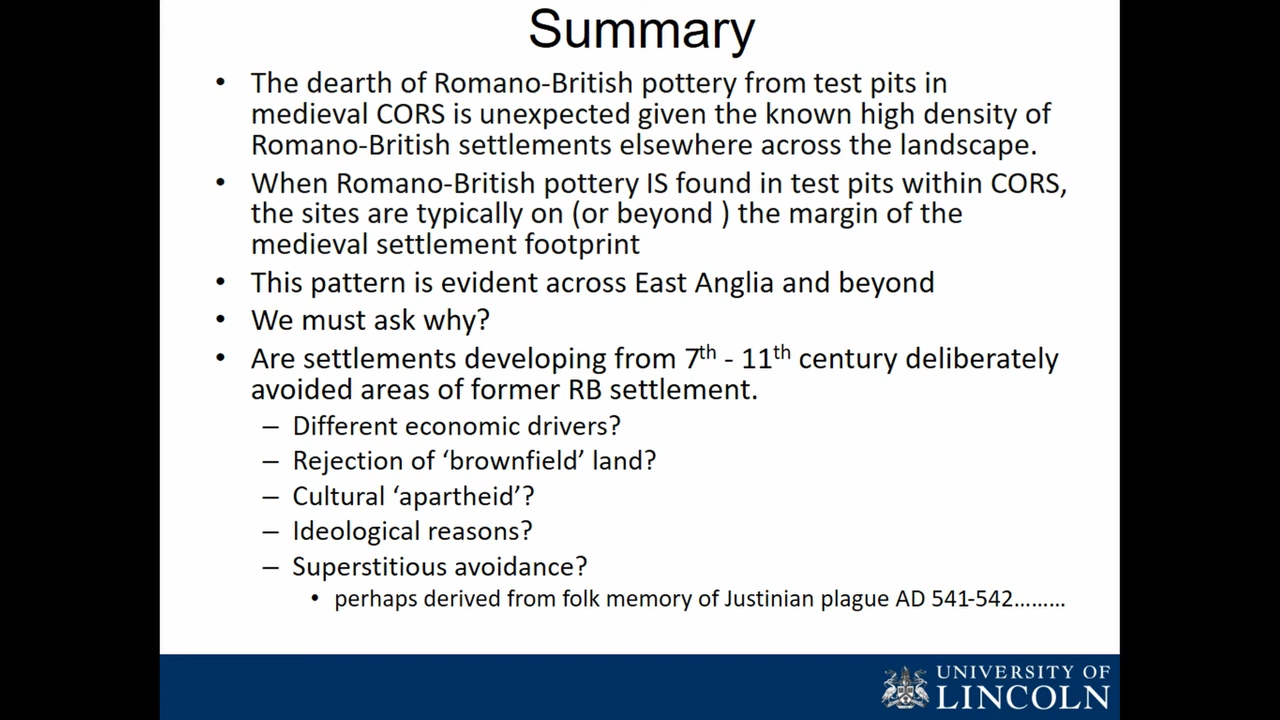 Summary
• The dearth of Romano-British pottery from test pits in
medieval CORS is unexpected given the known high density of
Romano-British settlements elsewhere across the landscape.
• When Romano-British pottery IS found in test pits within CORS,
the sites are typically on (or beyond ) the margin of the
medieval settlement footprint
• This pattern is evident across East Anglia and beyond
• We must ask why?
• Are settlements developing from 7th - 11th century deliberately
avoided areas of former RB settlement.
– Different economic drivers?
– Rejection of ‘brownfield’ land?
– Cultural ‘apartheid’?
– Ideological reasons?
– Superstitious avoidance?
• perhaps derived from folk memory of Justinian plague AD 541-542………
UNIVERSITY OF
LINCOLN